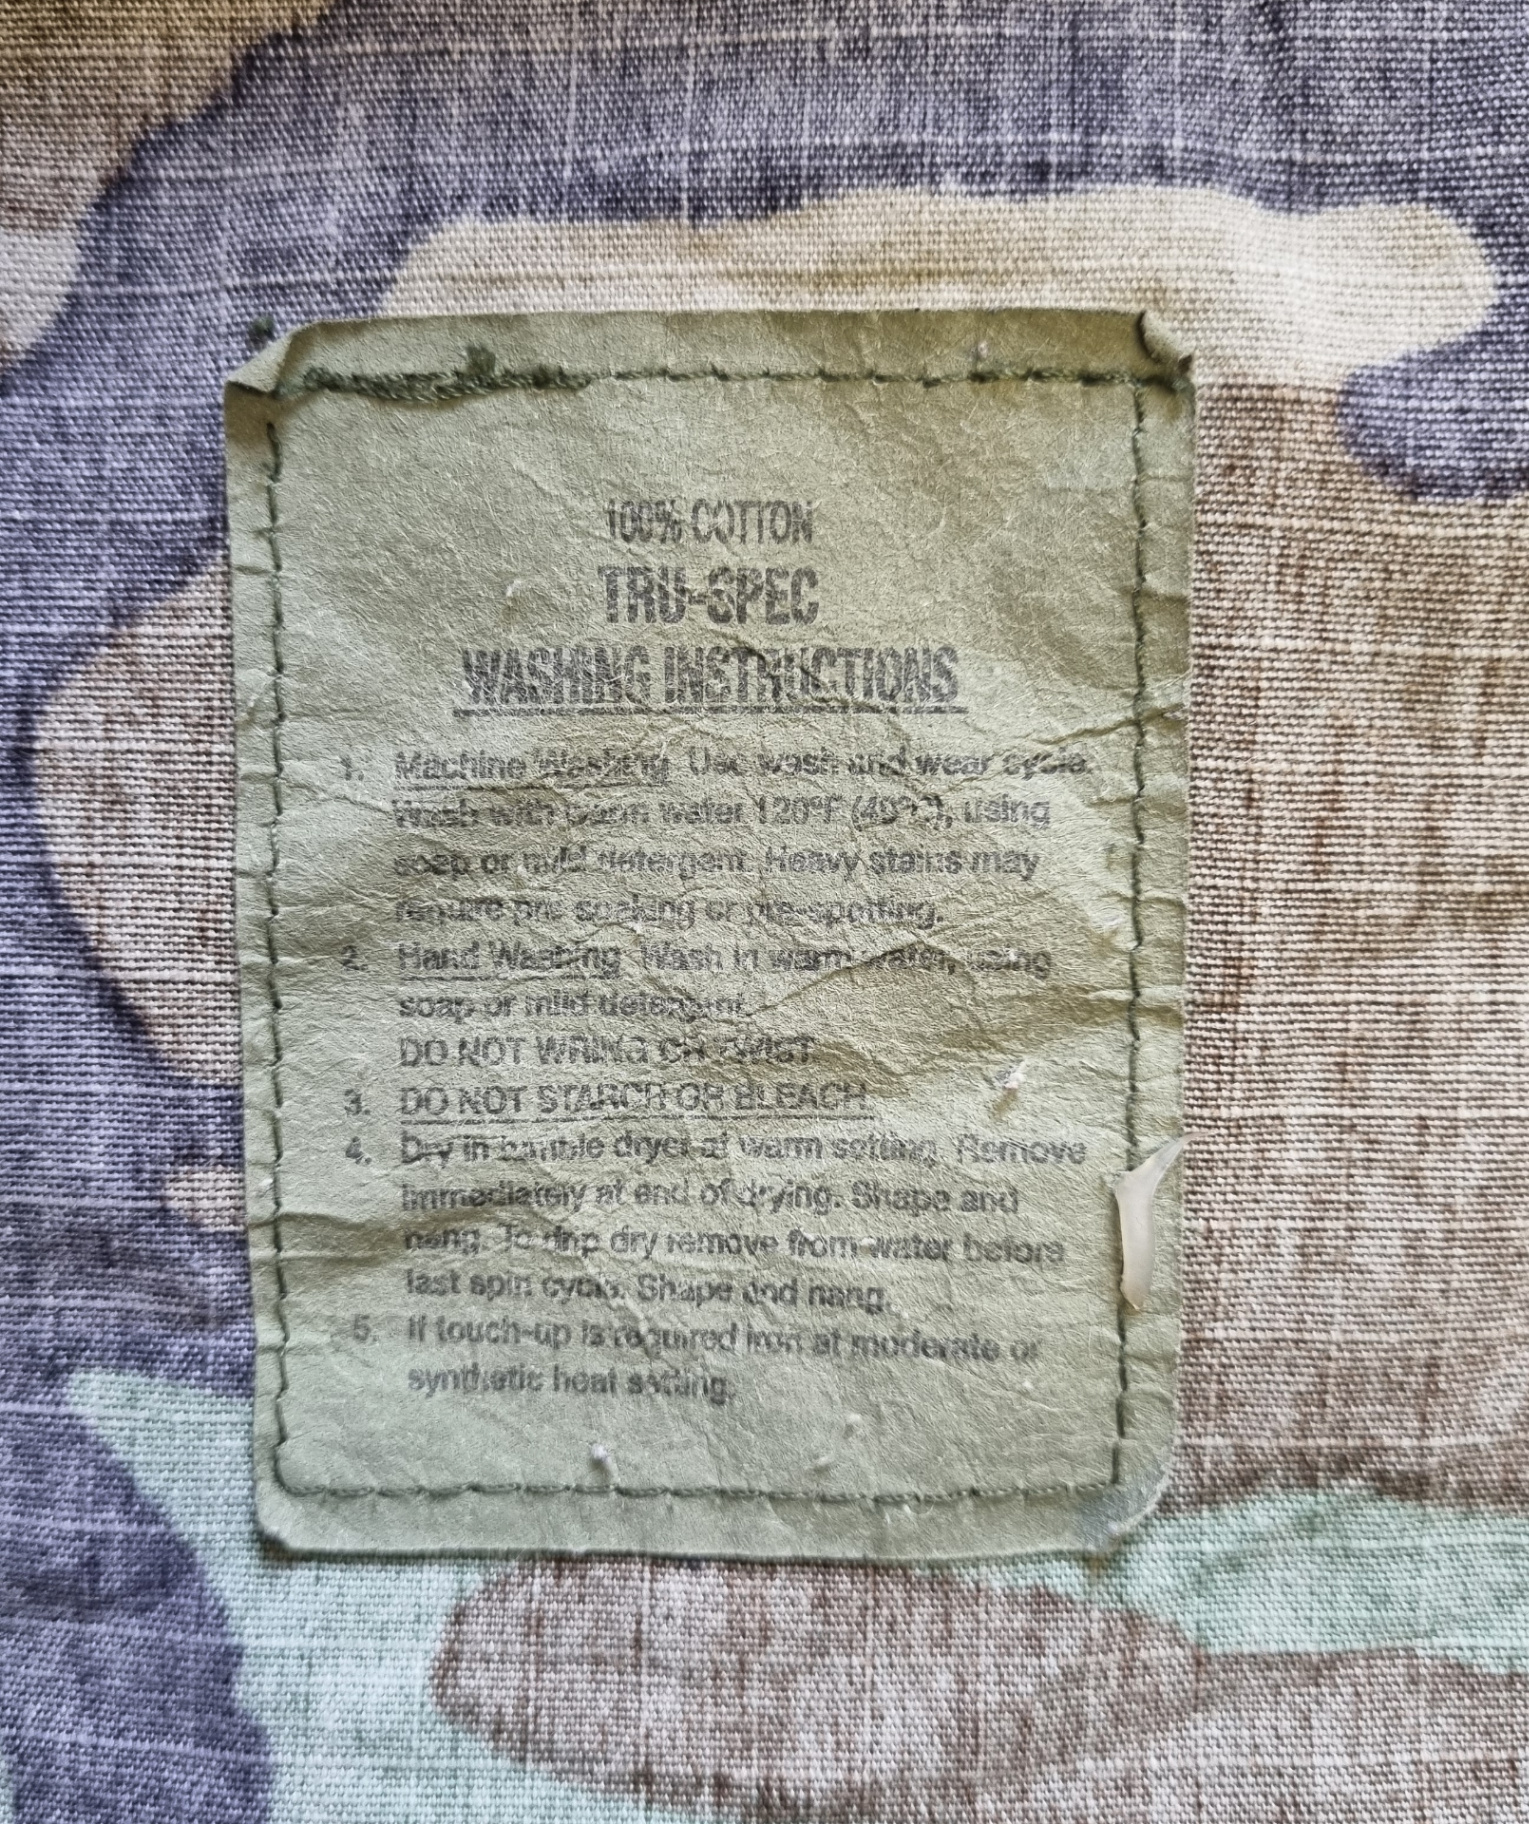 100% COTTON
TRU-SPEC
WASHING INSTRUCTIONS
1. Machine Washing. Use wash and wear cycle.
Wash with warm water 120°F (49°C), using
soap or mild detergent. Heavy stains may
require pre soaking or pre-spotting.
2. Hand Washing. Wash in warm water, using
soap or mild detergent.
DO NOT WRING OR TWIST.
3. DO NOT STARCH OR BLEACH.
4. Dry in tumble dryer at warm setting. Remove
immediately at end of drying. Shape and
hang. To drip dry remove from water before
last spin cycle. Shape and hang.
5. If touch-up is required iron at moderate or
synthetic heat setting.